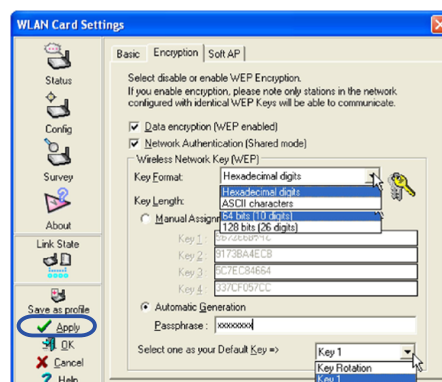 WLAN Card Settings
Basic
Encryption
Soft AP
Status
Config
Survey
About
Link State
Save as profile
Apply
OK
Cancel
Help
Select disable or enable WEP Encryption.
If you enable encryption, please note only stations in the network
configured with identical WEP Keys will be able to communicate.
Data encryption (WEP enabled)
Network Authentication (Shared mode)
Wireless Network Key (WEP)
Key Format: Hexadecimal digits
Hexadecimal digits
ASCII characters
Key Length:
64 bits (10 digits)
128 bits (26 digits)
Manual Assign
Key 1 :
Key 2 : 9173BA4ECB
Key 3 : 5C7EC84664
Key 4 : 337CF057CC
Automatic Generation
Passphrase : xxxxxxxx
Select one as your Default Key => Key 1
Key Rotation
Key 1